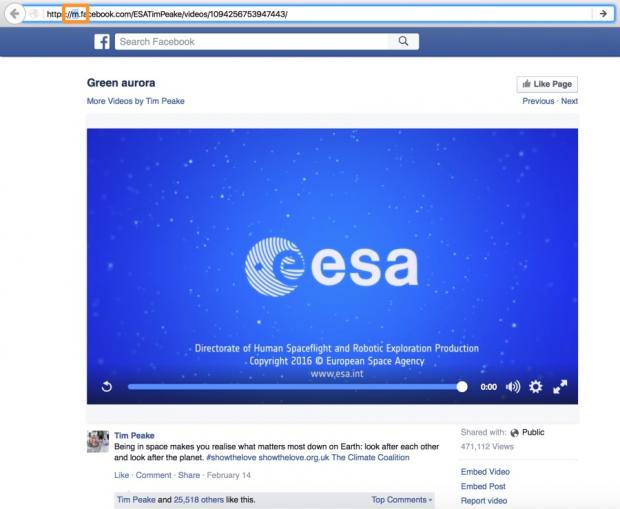 https://m.facebook.com/ESATimPeake/videos/1094256753947443/
f
Search Facebook
Green aurora
Like Page
More Videos by Tim Peake
Previous · Next
esa
Directorate of Human Spaceflight and Robotic Exploration Production
Copyright 2016 © European Space Agency
www.esa.int
0:00
Tim Peake
Being in space makes you realise what matters most down on Earth: look after each other
and look after the planet. #showthelove showthelove.org.uk The Climate Coalition
Like · Comment · Share · February 14
Tim Peake and 25,518 others like this.
Top Comments
Shared with: Public
471,112 Views
Embed Video
Embed Post
Report video